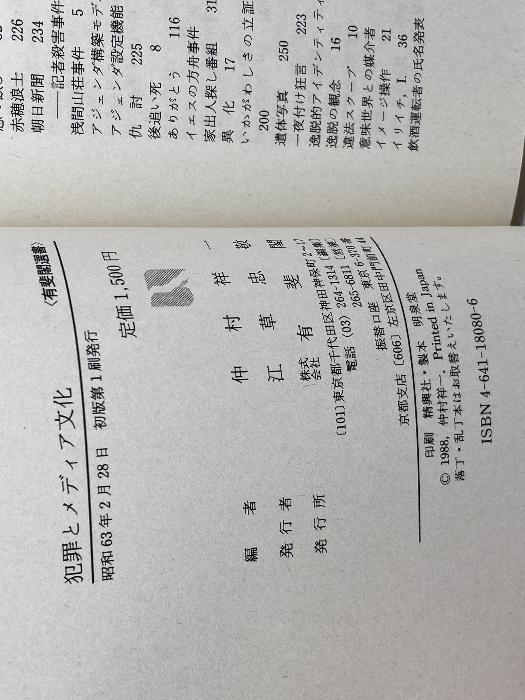 赤穂浪士 226
朝日新聞 234
――記者殺害事件
浅間山荘事件 5
アジェンダ構築モデ
アジェンダ設定機能
225
仇討 8
後追い死
ありがとう 116
イエスの方舟事件
家出人探し番組 31
異化 17
いかがわしさの立証
200
遺体写真 250
一夜付け狂言 223
逸脱的アイデンティティ
逸脱の観念 16
違法スクープ 10
意味世界との媒介者
イメージ操作 21
イリイチ,I. 36
飲酒運転者の氏名発表
犯罪とメディア文化 〈有斐閣選書〉
昭和63年2月28日 初版第1刷発行
定価1,500円
編者 仲村祥一
発行者 江草忠敬
発行所 株式会社 有斐閣
〔101〕東京都千代田区神田神保町2~17
電話 (03) 264-1314〔編集〕
265-6811〔営業〕
振替口座 東京6-370番
京都支店〔606〕左京区田中門前町44
印刷 精興社・製本 明泉堂
© 1988, 仲村祥一. Printed in Japan
落丁・乱丁本はお取替えいたします。
ISBN 4-641-18080-6